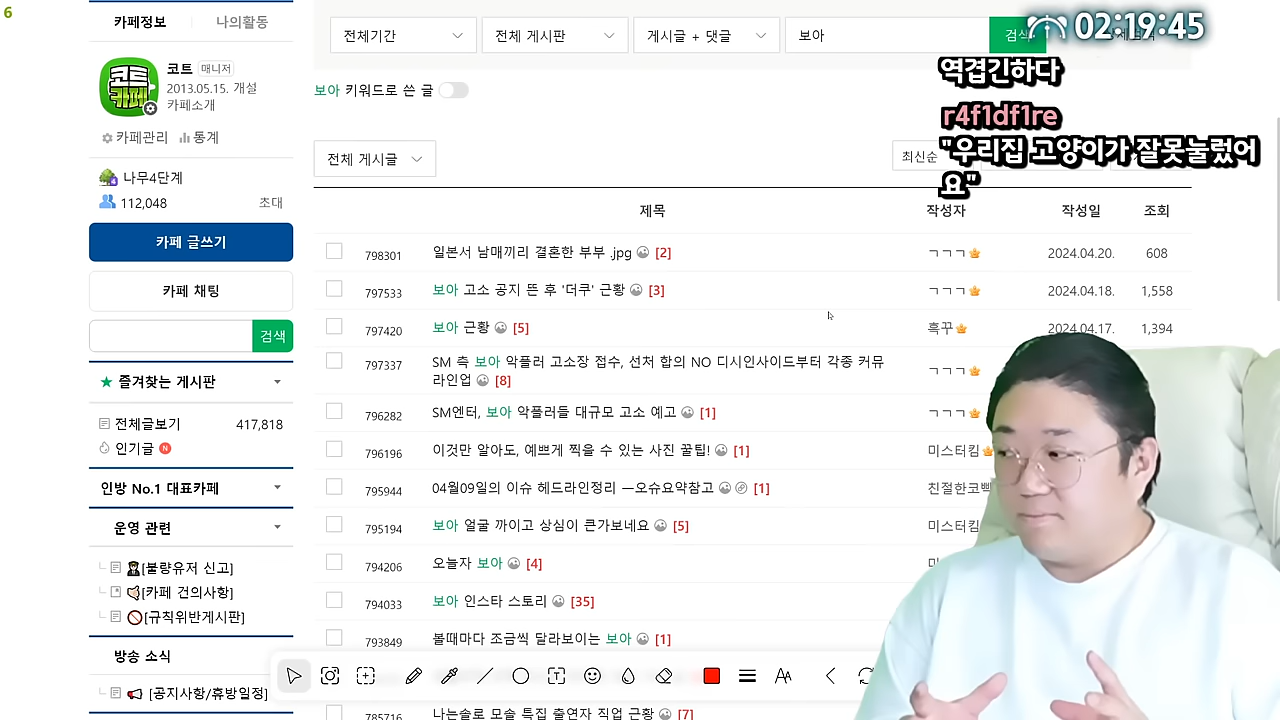 6
카페정보
나의활동
코트 매니저
2013.05.15. 개설
카페소개
카페관리 통계
나무4단계
112,048 초대
카페 글쓰기
카페 채팅
검색
★ 즐겨찾는 게시판
전체글보기 417,818
인기글 N
인방 No.1 대표카페
운영 관련
[불량유저 신고]
[카페 건의사항]
[규칙위반게시판]
방송 소식
[공지사항/휴방일정]
전체기간
전체 게시판
게시글 + 댓글
보아
검색
02:19:45
보아 키워드로 쓴 글
역겹긴하다
r4f1df1re
"우리집 고양이가 잘못눌렀어
요"
전체 게시글
최신순
제목 작성자 작성일 조회
798301 일본서 남매끼리 결혼한 부부 .jpg [2] ㄱㄱㄱ 2024.04.20. 608
797533 보아 고소 공지 뜬 후 '더쿠' 근황 [3] ㄱㄱㄱ 2024.04.18. 1,558
797420 보아 근황 [5] 흑꾸 2024.04.17. 1,394
797337 SM 측 보아 악플러 고소장 접수, 선처 합의 NO 디시인사이드부터 각종 커뮤
라인업 [8] ㄱㄱㄱ
796282 SM엔터, 보아 악플러들 대규모 고소 예고 [1] ㄱㄱㄱ
796196 이것만 알아도, 예쁘게 찍을 수 있는 사진 꿀팁! [1] 미스터킴
795944 04월09일의 이슈 헤드라인정리 ㅡ오슈요약참고 [1] 친절한코
795194 보아 얼굴 까이고 상심이 큰가보네요 [5] 미스터킴
794206 오늘자 보아 [4]
794033 보아 인스타 스토리 [35]
793849 볼때마다 조금씩 달라보이는 보아 [1]
785716 나는솔로 모솔 특집 출연자 직업 근황 [7]